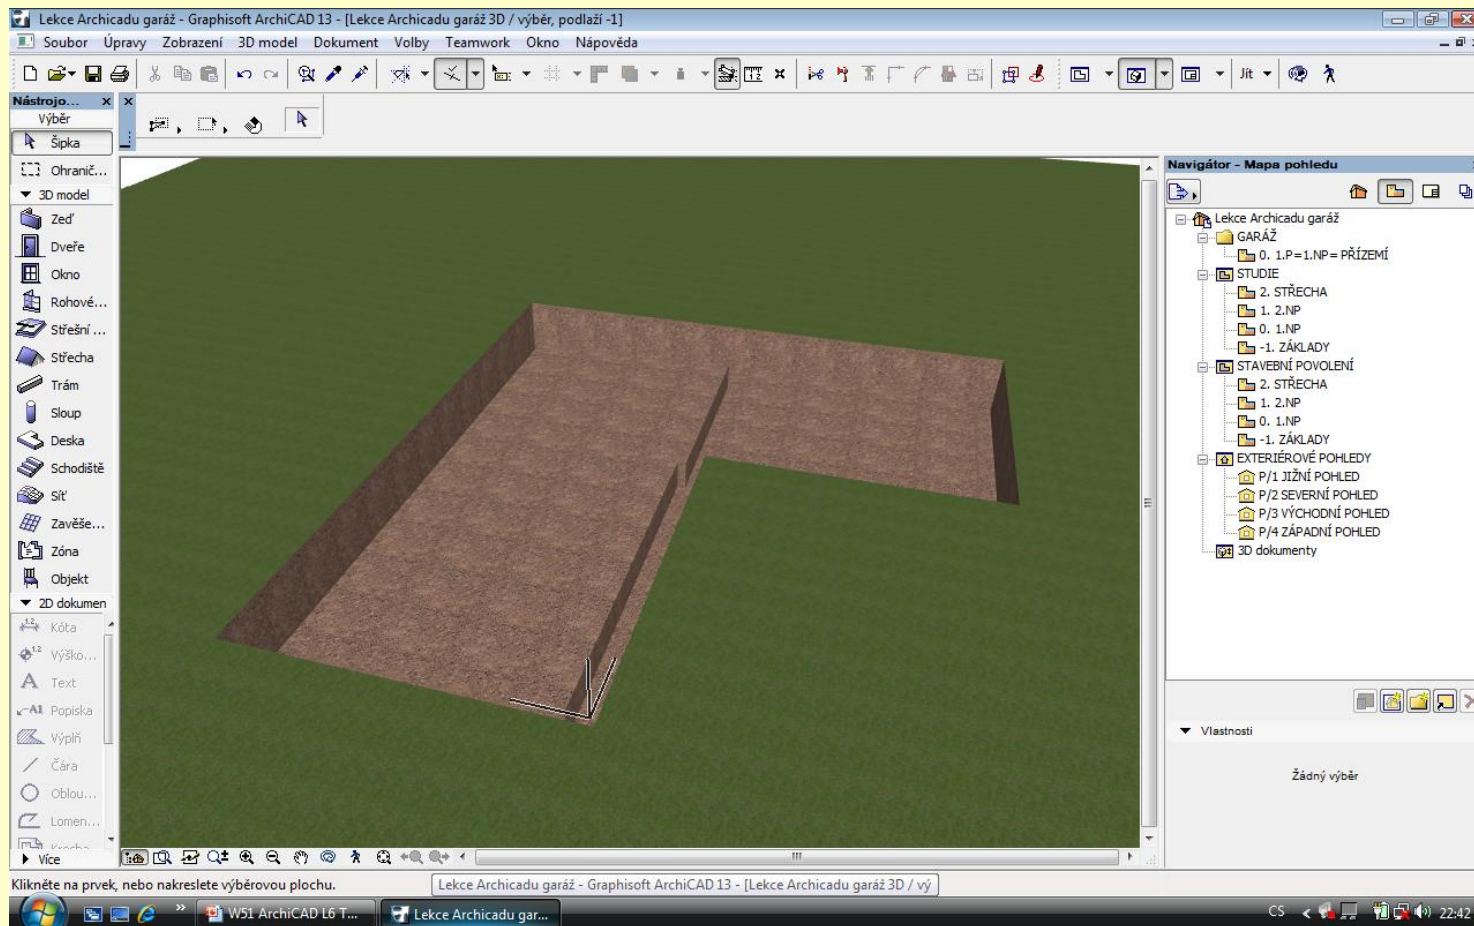 Lekce Archicadu garáž - Graphisoft ArchiCAD 13 - [Lekce Archicadu garáž 3D / výběr, podlaží -1]
Soubor Úpravy Zobrazení 3D model Dokument Volby Teamwork Okno Nápověda
Jít
Nástrojo...
Výběr
Šipka
Ohranič...
3D model
Zeď
Dveře
Okno
Rohové...
Střešní ...
Střecha
Trám
Sloup
Deska
Schodiště
Síť
Zavěše...
Zóna
Objekt
2D dokumen
Kóta
Výško...
Text
Popiska
Výplň
Čára
Oblou...
Lomen...
Více
Navigátor - Mapa pohledu
Lekce Archicadu garáž
GARÁŽ
0. 1.P=1.NP= PŘÍZEMÍ
STUDIE
2. STŘECHA
1. 2.NP
0. 1.NP
-1. ZÁKLADY
STAVEBNÍ POVOLENÍ
2. STŘECHA
1. 2.NP
0. 1.NP
-1. ZÁKLADY
EXTERIÉROVÉ POHLEDY
P/1 JIŽNÍ POHLED
P/2 SEVERNÍ POHLED
P/3 VÝCHODNÍ POHLED
P/4 ZÁPADNÍ POHLED
3D dokumenty
Vlastnosti
Žádný výběr
Klikněte na prvek, nebo nakreslete výběrovou plochu.
Lekce Archicadu garáž - Graphisoft ArchiCAD 13 - [Lekce Archicadu garáž 3D / vý
W51 ArchiCAD L6 T...
Lekce Archicadu gar...
CS
22:42